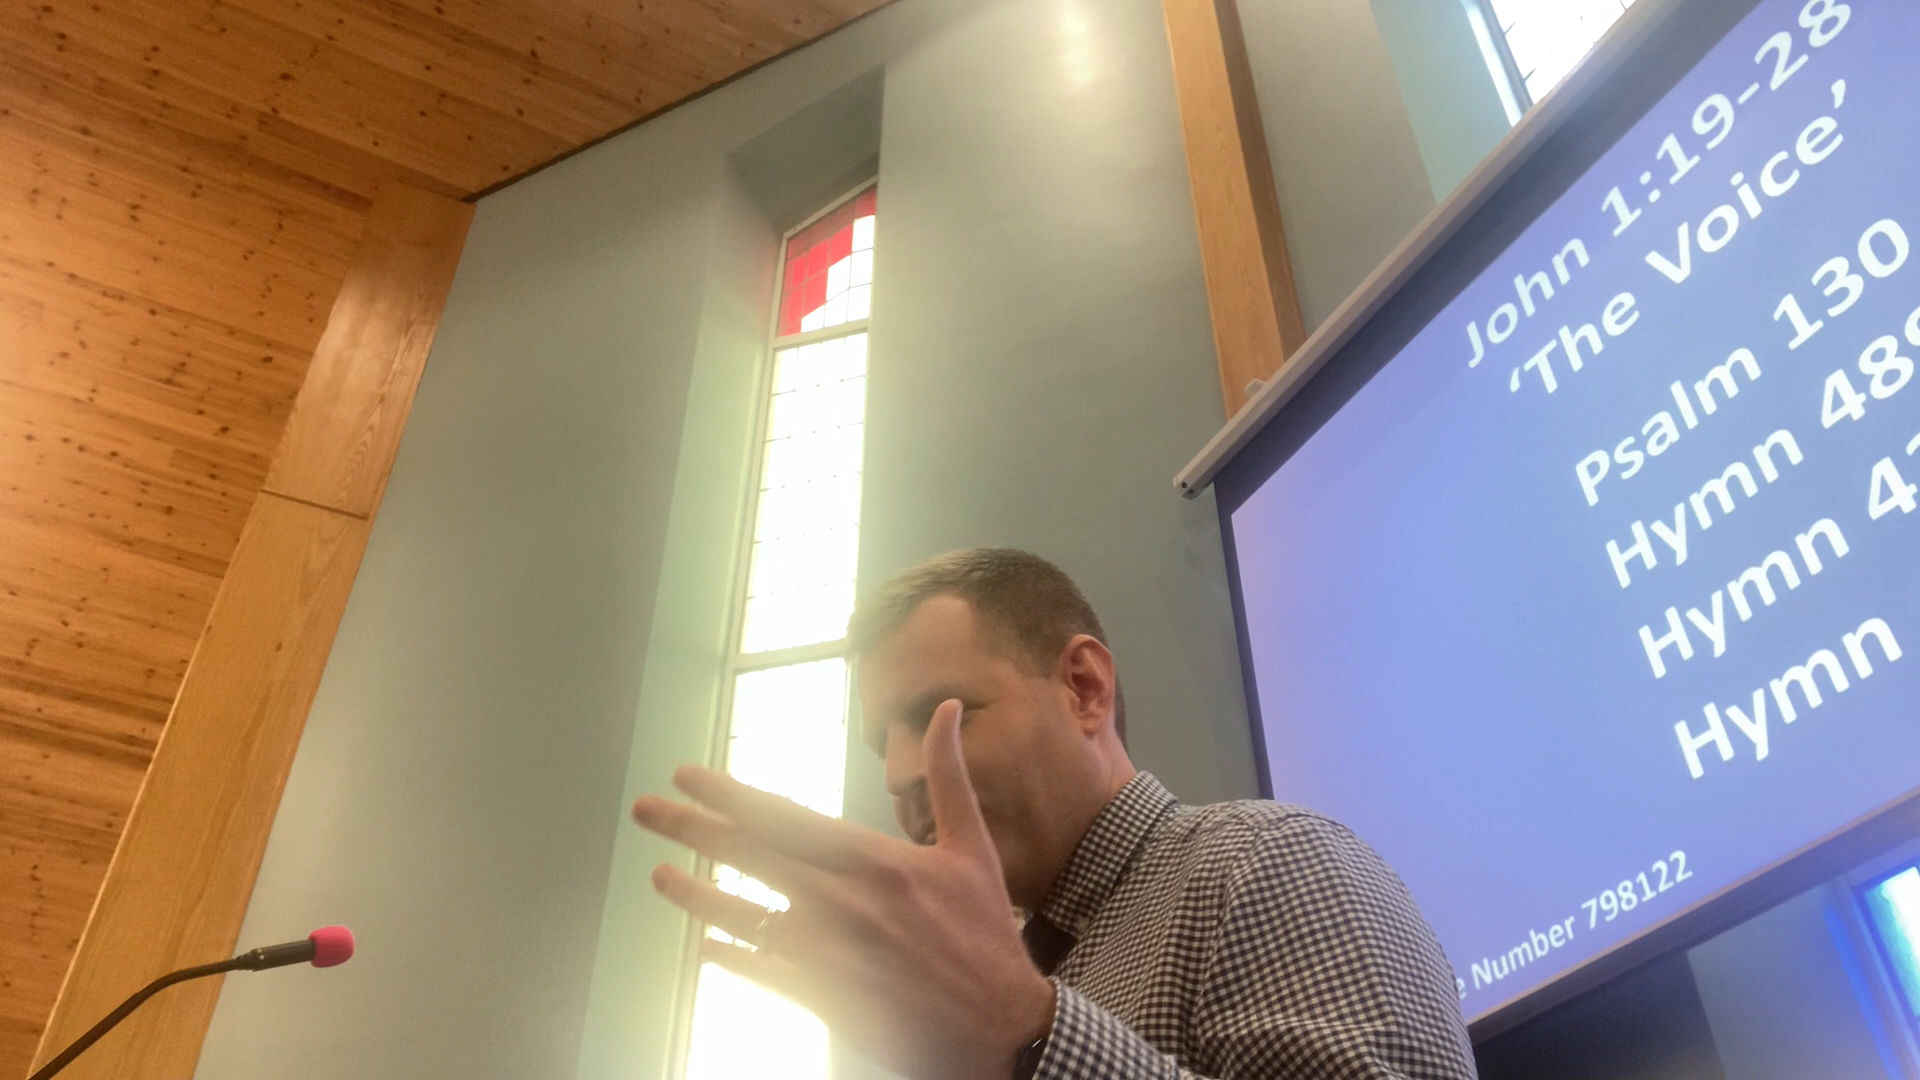 John 1:19-28
‘The Voice’
Psalm 130
Hymn
Hymn
Hymn
Number 798122